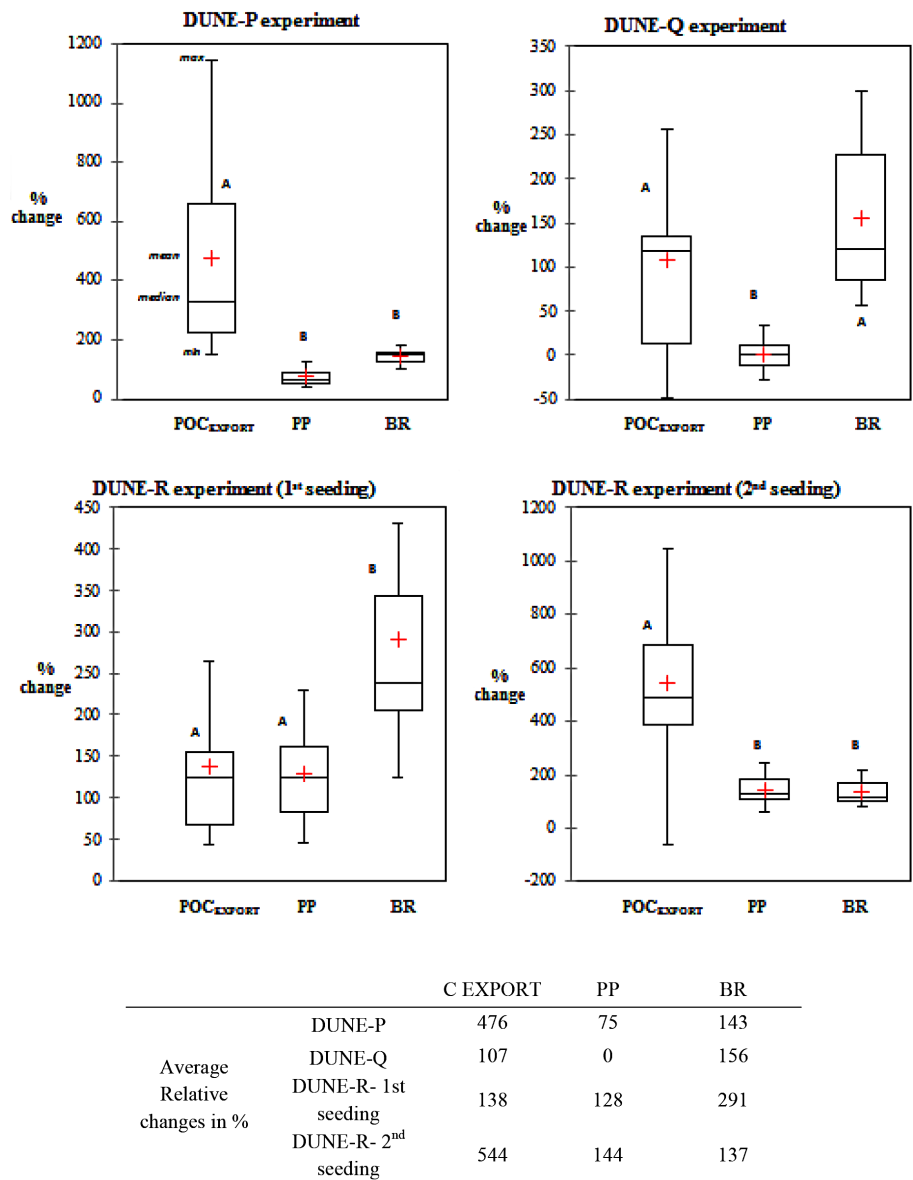 DUNE-P experiment
1200
1000
800
600
400
200
0
% change
max
mean
median
min
A
B
B
POCEXPORT PP BR
DUNE-Q experiment
350
300
250
200
150
100
50
0
-50
% change
A
B
A
POCEXPORT PP BR
DUNE-R experiment (1st seeding)
450
400
350
300
250
200
150
100
50
0
% change
A
A
B
POCEXPORT PP BR
DUNE-R experiment (2nd seeding)
1200
1000
800
600
400
200
0
-200
% change
A
B
B
POCEXPORT PP BR
C EXPORT PP BR
Average Relative changes in %
DUNE-P 476 75 143
DUNE-Q 107 0 156
DUNE-R- 1st seeding 138 128 291
DUNE-R- 2nd seeding 544 144 137